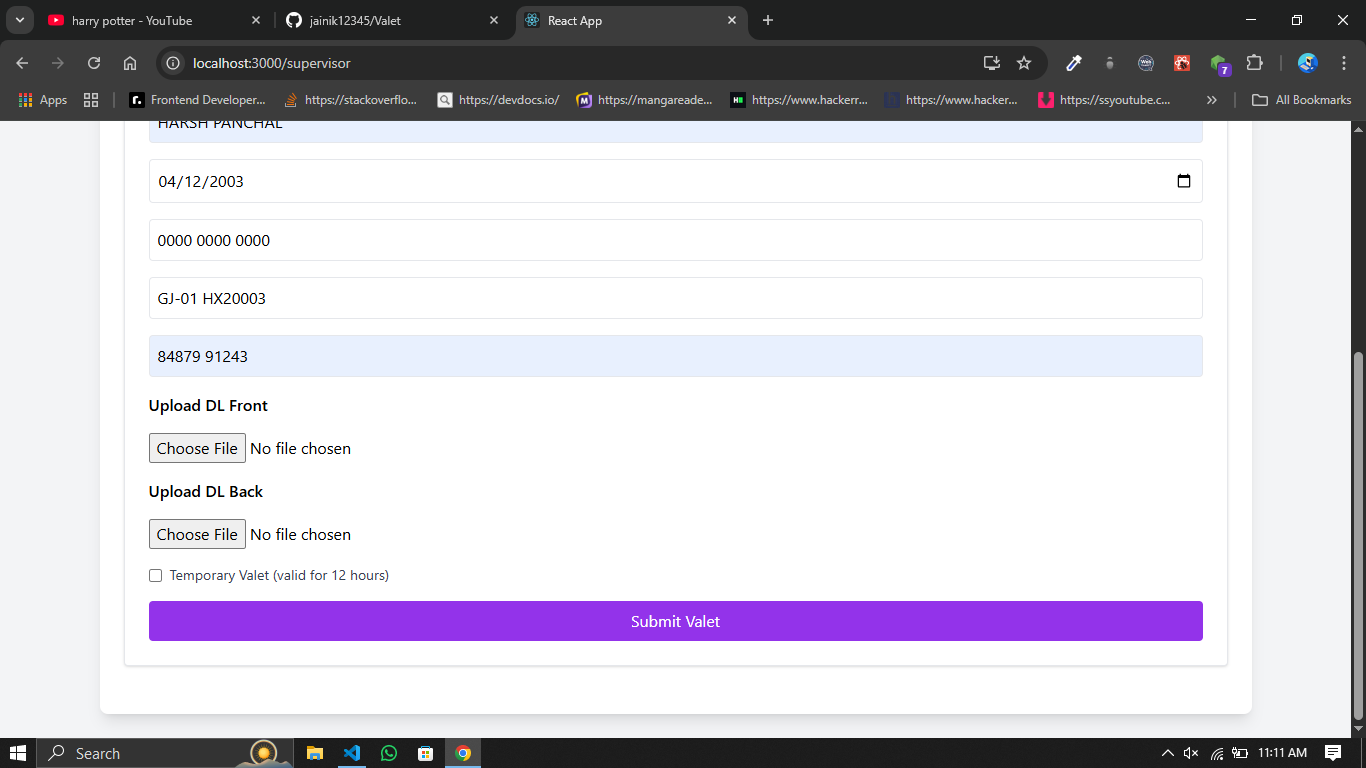 harry potter - YouTube
jainik12345/Valet
React App
localhost:3000/supervisor
7
Apps
Frontend Developer...
https://stackoverflo...
https://devdocs.io/
https://mangareade...
https://www.hackerr...
https://www.hacker...
https://ssyoutube.c...
All Bookmarks
HARSH PANCHAL
04/12/2003
0000 0000 0000
GJ-01 HX20003
84879 91243
Upload DL Front
Choose File No file chosen
Upload DL Back
Choose File No file chosen
Temporary Valet (valid for 12 hours)
Submit Valet
Search
11:11 AM